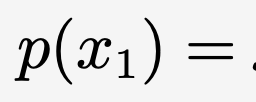 p(x₁) =